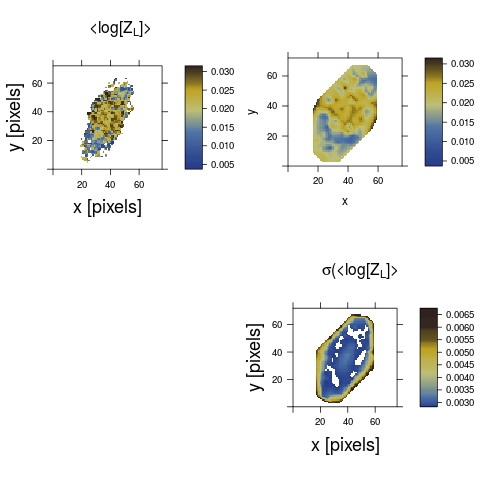 <log[Z_L]>
60
40
20
20 40 60
y [pixels]
x [pixels]
0.030
0.025
0.020
0.015
0.010
0.005
60
40
20
20 40 60
y
x
0.030
0.025
0.020
0.015
0.010
0.005
σ(<log[Z_L]>
60
40
20
20 40 60
y [pixels]
x [pixels]
0.0065
0.0060
0.0055
0.0050
0.0045
0.0040
0.0035
0.0030